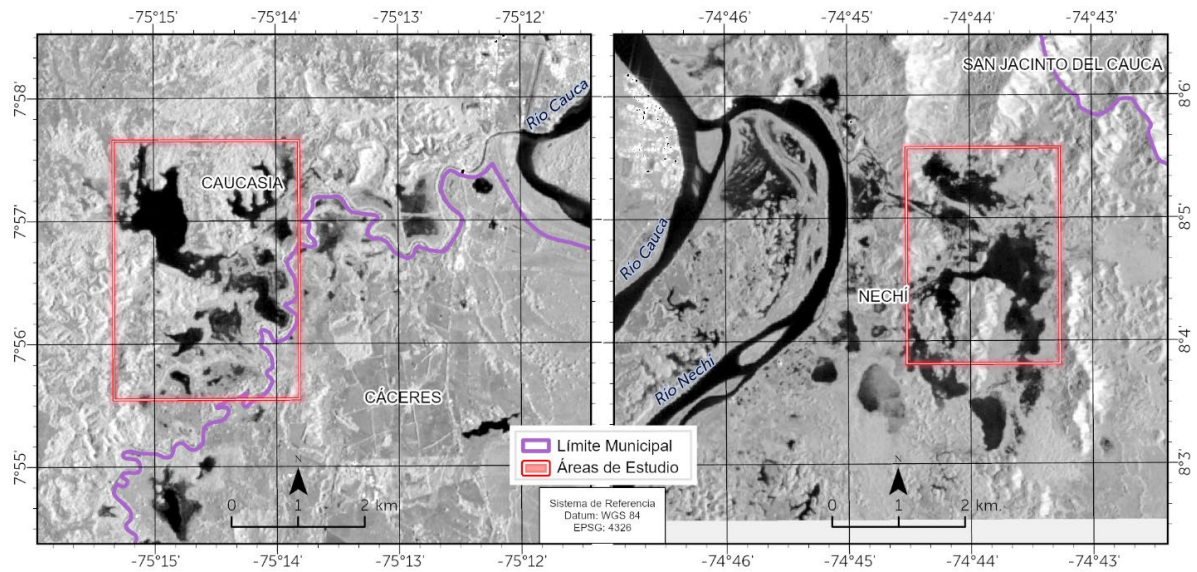 -75°15'
-75°14'
-75°13'
-75°12'
-74°46'
-74°45'
-74°44'
-74°43'
7°58'
7°57'
7°56'
7°55'
Río Cauca
CAUCASIA
CÁCERES
0 1 2 km.
N
SAN JACINTO DEL CAUCA
Río Cauca
NECHÍ
Río Nechí
0 1 2 km.
N
8°6'
8°5'
8°4'
8°3'
Límite Municipal
Áreas de Estudio
Sistema de Referencia
Datum: WGS 84
EPSG: 4326
-75°15'
-75°14'
-75°13'
-75°12'
-74°46'
-74°45'
-74°44'
-74°43'